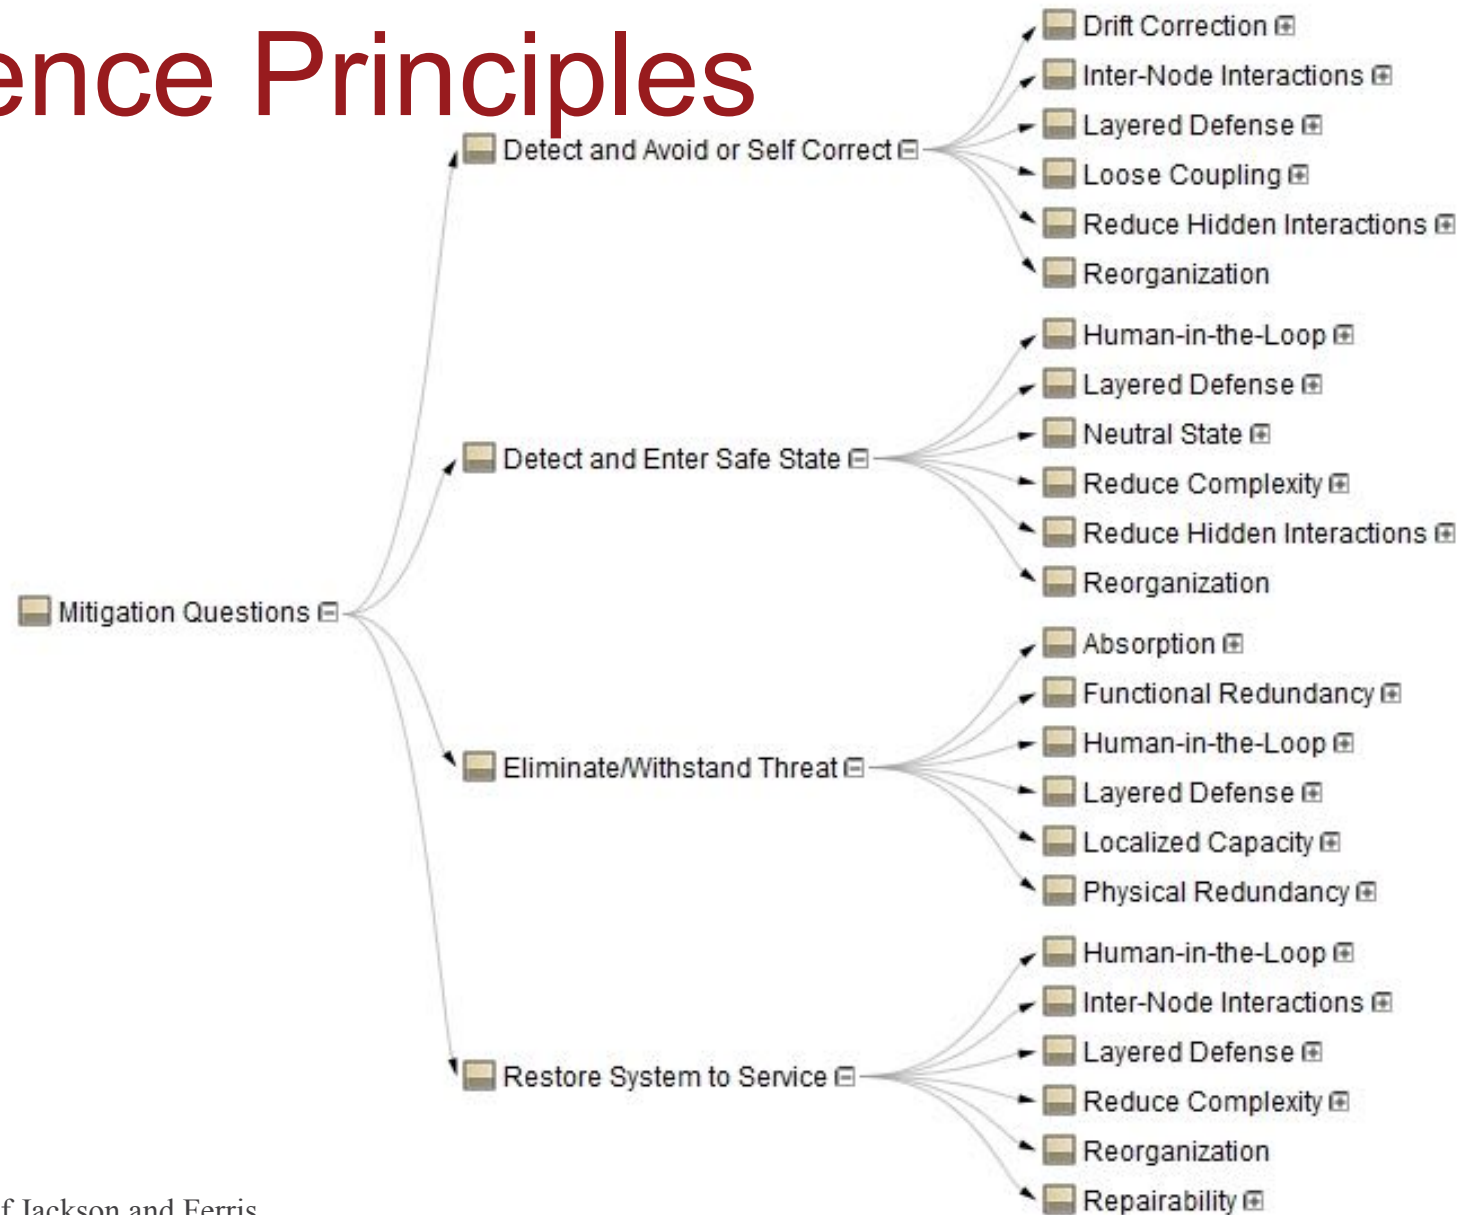 ence Principles
Mitigation Questions
Detect and Avoid or Self Correct
Drift Correction
Inter-Node Interactions
Layered Defense
Loose Coupling
Reduce Hidden Interactions
Reorganization
Detect and Enter Safe State
Human-in-the-Loop
Layered Defense
Neutral State
Reduce Complexity
Reduce Hidden Interactions
Reorganization
Eliminate/Withstand Threat
Absorption
Functional Redundancy
Human-in-the-Loop
Layered Defense
Localized Capacity
Physical Redundancy
Restore System to Service
Human-in-the-Loop
Inter-Node Interactions
Layered Defense
Reduce Complexity
Reorganization
Repairability
f Jackson and Ferris